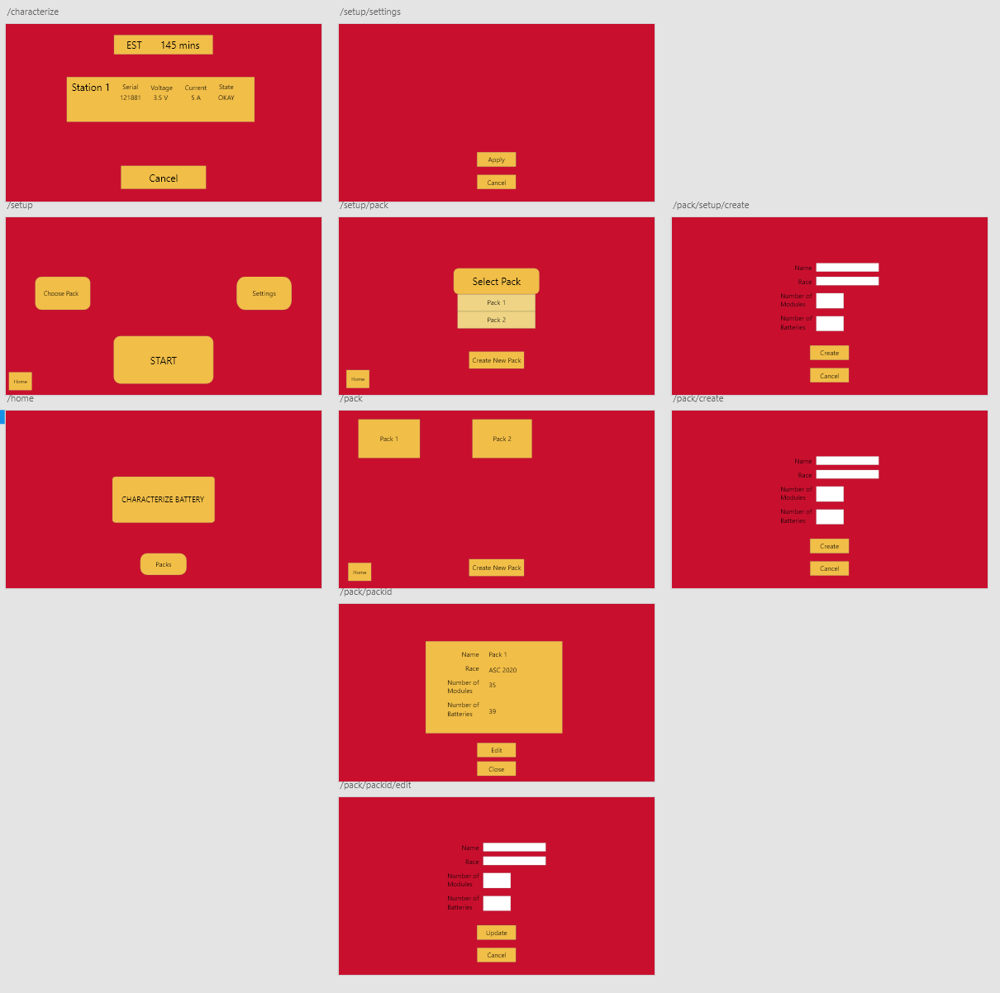 /characterize
EST 145 mins
Station 1 Serial Voltage Current State
121881 3.5 V 5 A OKAY
Cancel
/setup/settings
Apply
Cancel
/setup
Choose Pack
Settings
START
Home
/setup/pack
Select Pack
Pack 1
Pack 2
Create New Pack
Home
/pack/setup/create
Name
Race
Number of
Modules
Number of
Batteries
Create
Cancel
/home
CHARACTERIZE BATTERY
Packs
/pack
Pack 1
Pack 2
Home
Create New Pack
/pack/create
Name
Race
Number of
Modules
Number of
Batteries
Create
Cancel
/pack/packid
Name Pack 1
Race ASC 2020
Number of
Modules 35
Number of
Batteries 39
Edit
Close
/pack/packid/edit
Name
Race
Number of
Modules
Number of
Batteries
Update
Cancel